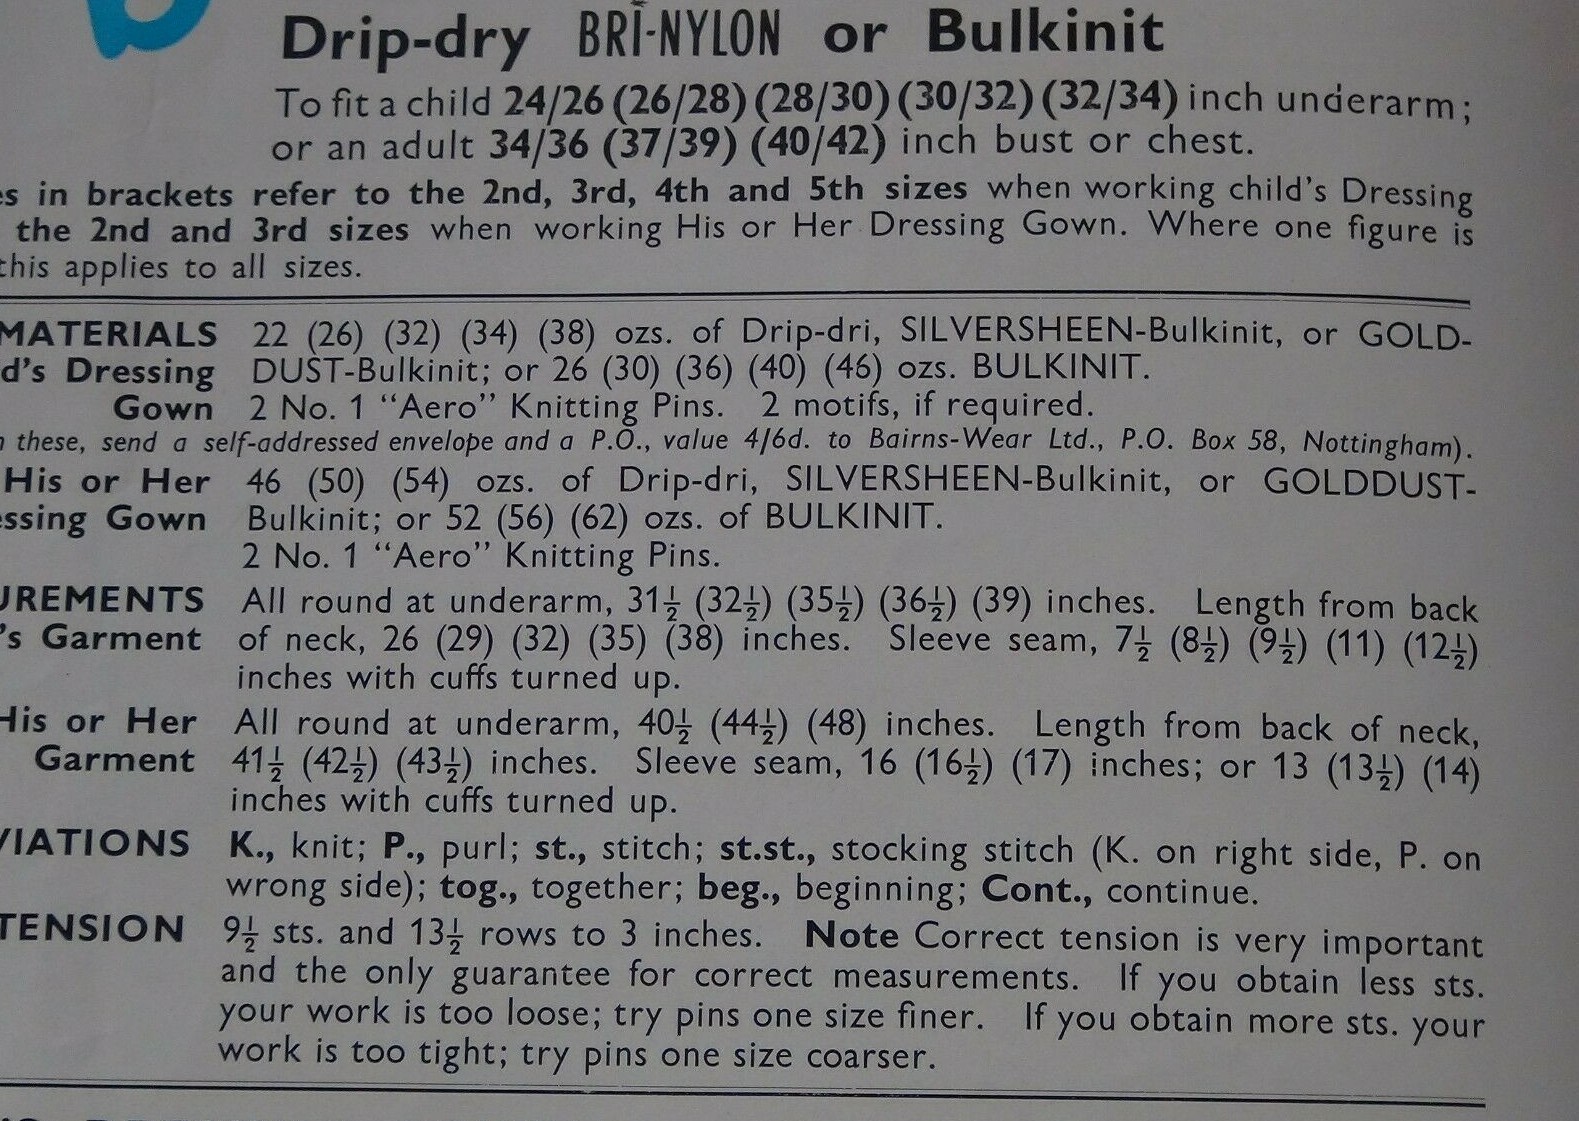 Drip-dry BRI-NYLON or Bulkinit
To fit a child 24/26 (26/28) (28/30) (30/32) (32/34) inch underarm;
or an adult 34/36 (37/39) (40/42) inch bust or chest.
in brackets refer to the 2nd, 3rd, 4th and 5th sizes when working child's Dressing
the 2nd and 3rd sizes when working His or Her Dressing Gown. Where one figure is
this applies to all sizes.
MATERIALS 22 (26) (32) (34) (38) ozs. of Drip-dri, SILVERSHEEN-Bulkinit, or GOLD-
d's Dressing DUST-Bulkinit; or 26 (30) (36) (40) (46) ozs. BULKINIT.
Gown 2 No. 1 "Aero" Knitting Pins. 2 motifs, if required.
these, send a self-addressed envelope and a P.O., value 4/6d. to Bairns-Wear Ltd., P.O. Box 58, Nottingham).
His or Her 46 (50) (54) ozs. of Drip-dri, SILVERSHEEN-Bulkinit, or GOLDDUST-
ssing Gown Bulkinit; or 52 (56) (62) ozs. of BULKINIT.
2 No. 1 "Aero" Knitting Pins.
UREMENTS All round at underarm, 31½ (32½) (35½) (36½) (39) inches. Length from back
's Garment of neck, 26 (29) (32) (35) (38) inches. Sleeve seam, 7½ (8½) (9½) (11) (12½)
inches with cuffs turned up.
His or Her All round at underarm, 40½ (44½) (48) inches. Length from back of neck,
Garment 41½ (42½) (43½) inches. Sleeve seam, 16 (16½) (17) inches; or 13 (13½) (14)
inches with cuffs turned up.
VIATIONS K., knit; P., purl; st., stitch; st.st., stocking stitch (K. on right side, P. on
wrong side); tog., together; beg., beginning; Cont., continue.
TENSION 9½ sts. and 13½ rows to 3 inches. Note Correct tension is very important
and the only guarantee for correct measurements. If you obtain less sts.
your work is too loose; try pins one size finer. If you obtain more sts. your
work is too tight; try pins one size coarser.